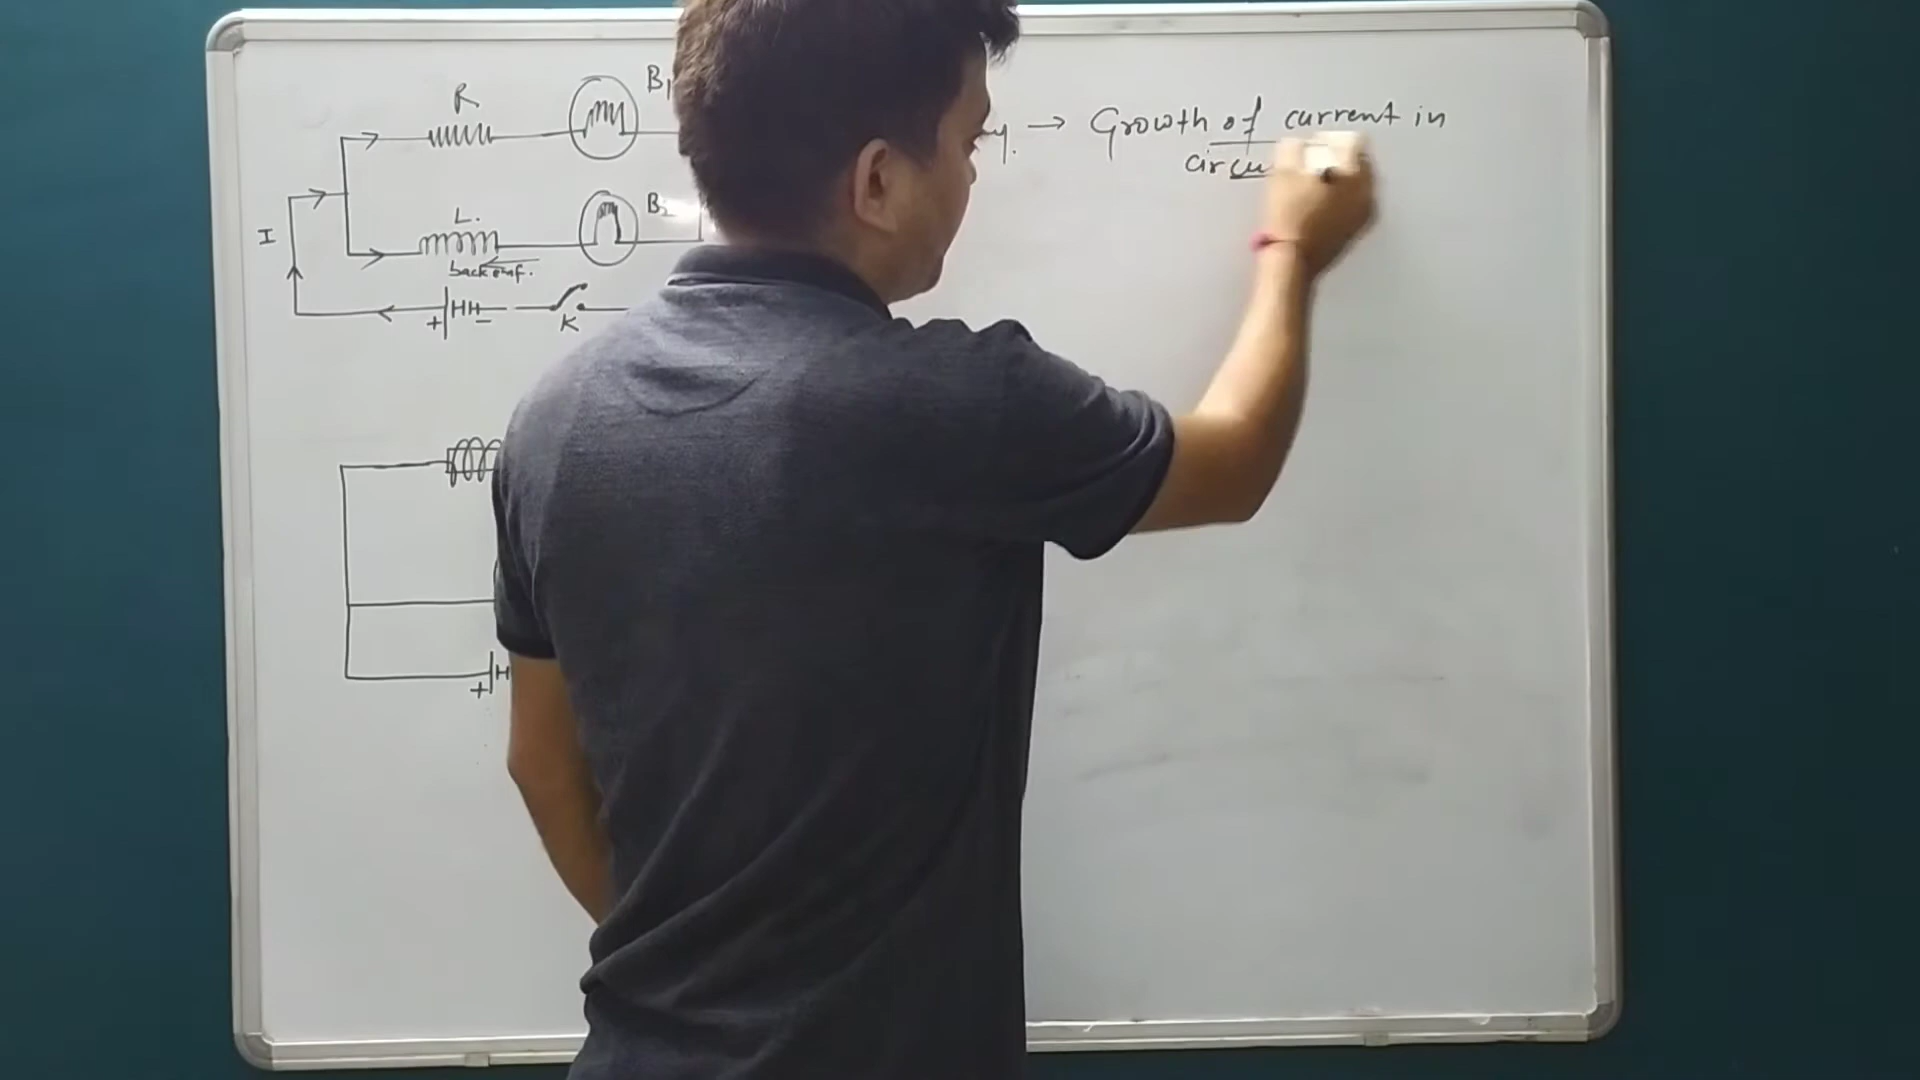 R
B1
→ Growth of current in
L.
B2
I
back emf.
+
-
K
+